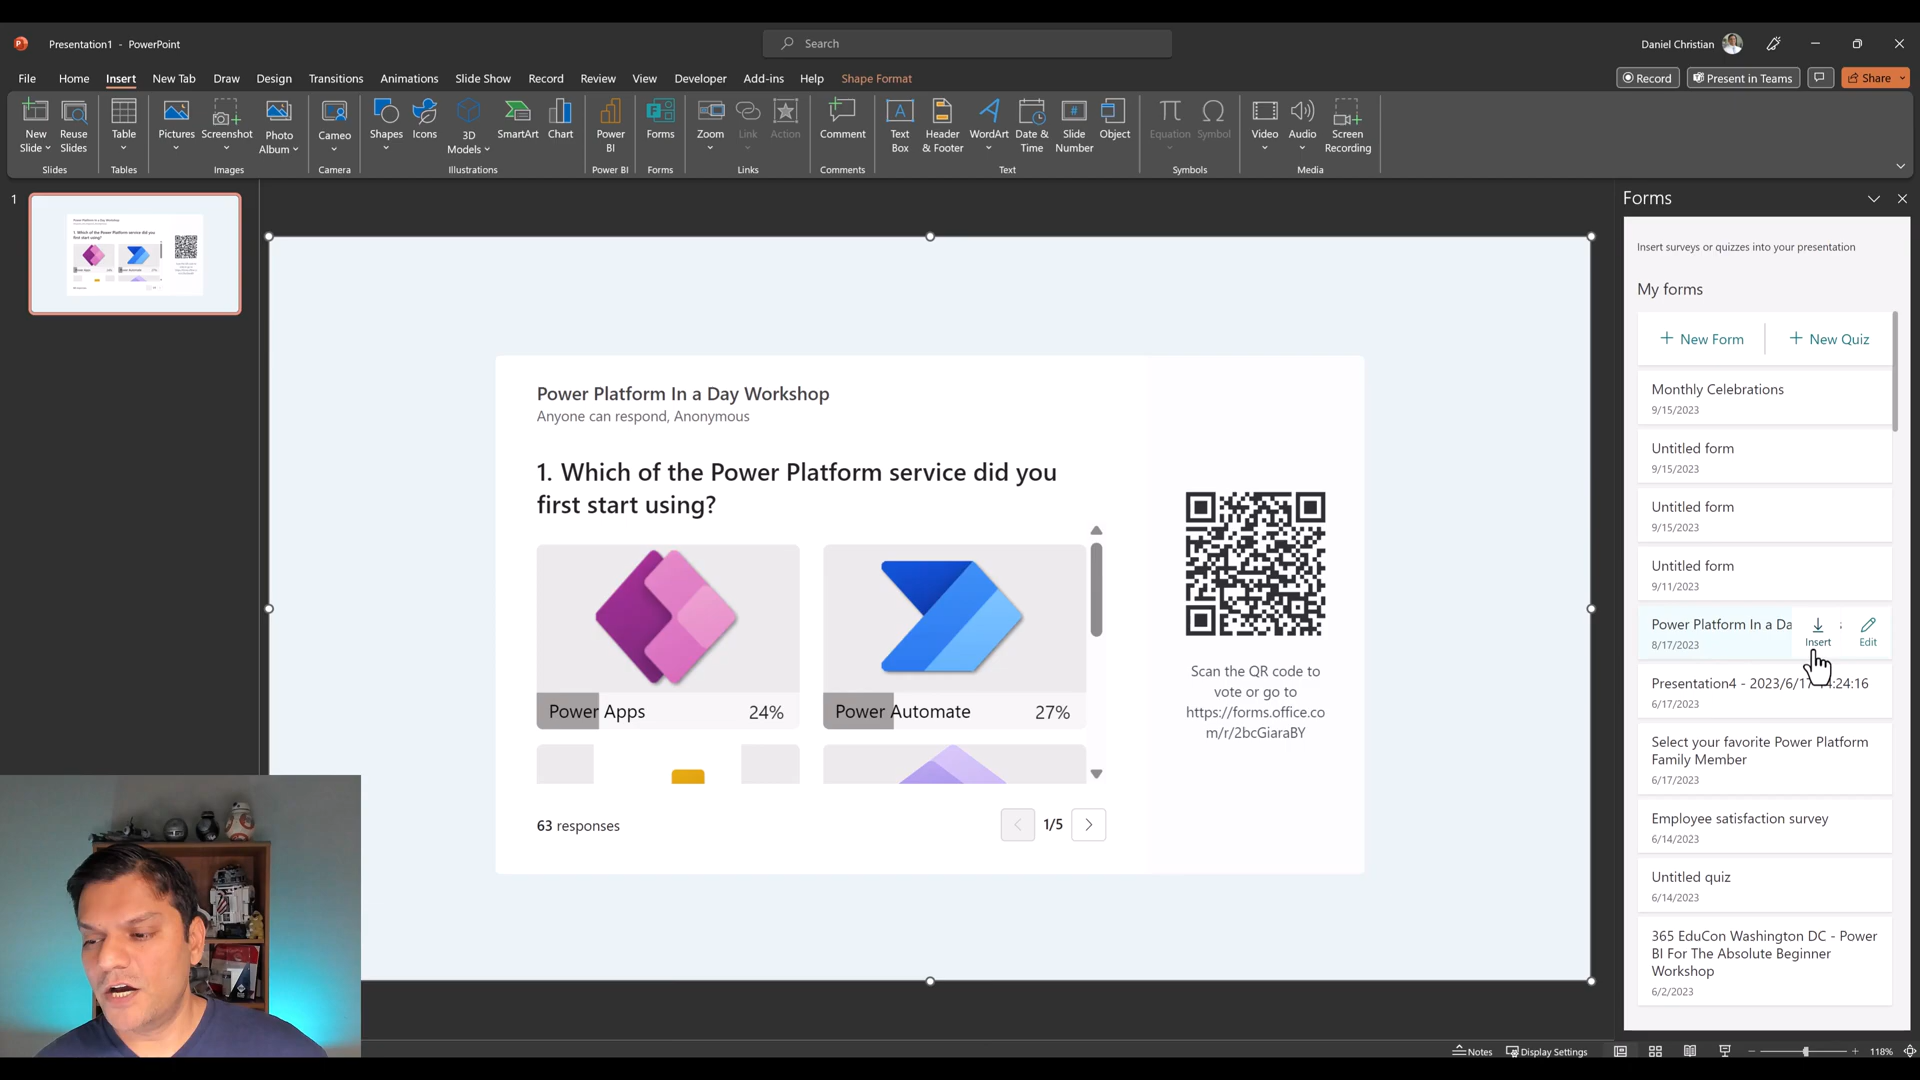 Presentation1 - PowerPoint
Search
Daniel Christian
File Home Insert New Tab Draw Design Transitions Animations Slide Show Record Review View Developer Add-ins Help Shape Format
Record
Present in Teams
Share
New Slide
Reuse Slides
Table
Pictures
Screenshot
Photo Album
Cameo
Shapes
Icons
3D Models
SmartArt
Chart
Power BI
Forms
Zoom
Link
Action
Comment
Text Box
Header & Footer
WordArt
Date & Time
Slide Number
Object
Equation
Symbol
Video
Audio
Screen Recording
Slides Tables Images Camera Illustrations Power BI Forms Links Comments Text Symbols Media
1
Power Platform In a Day Workshop
Anyone can respond, Anonymous
1. Which of the Power Platform service did you
first start using?
Power Apps 24%
Power Automate 27%
63 responses
1/5
Scan the QR code to
vote or go to
https://forms.office.co
m/r/2bcGiaraBY
Forms
Insert surveys or quizzes into your presentation
My forms
New Form
New Quiz
Monthly Celebrations
9/15/2023
Untitled form
9/15/2023
Untitled form
9/15/2023
Untitled form
9/11/2023
Power Platform In a Da
8/17/2023
Insert
Edit
Presentation4 - 2023/6/17 :24:16
6/17/2023
Select your favorite Power Platform
Family Member
6/17/2023
Employee satisfaction survey
6/14/2023
Untitled quiz
6/14/2023
365 EduCon Washington DC - Power
BI For The Absolute Beginner
Workshop
6/2/2023
Notes
Display Settings
118%